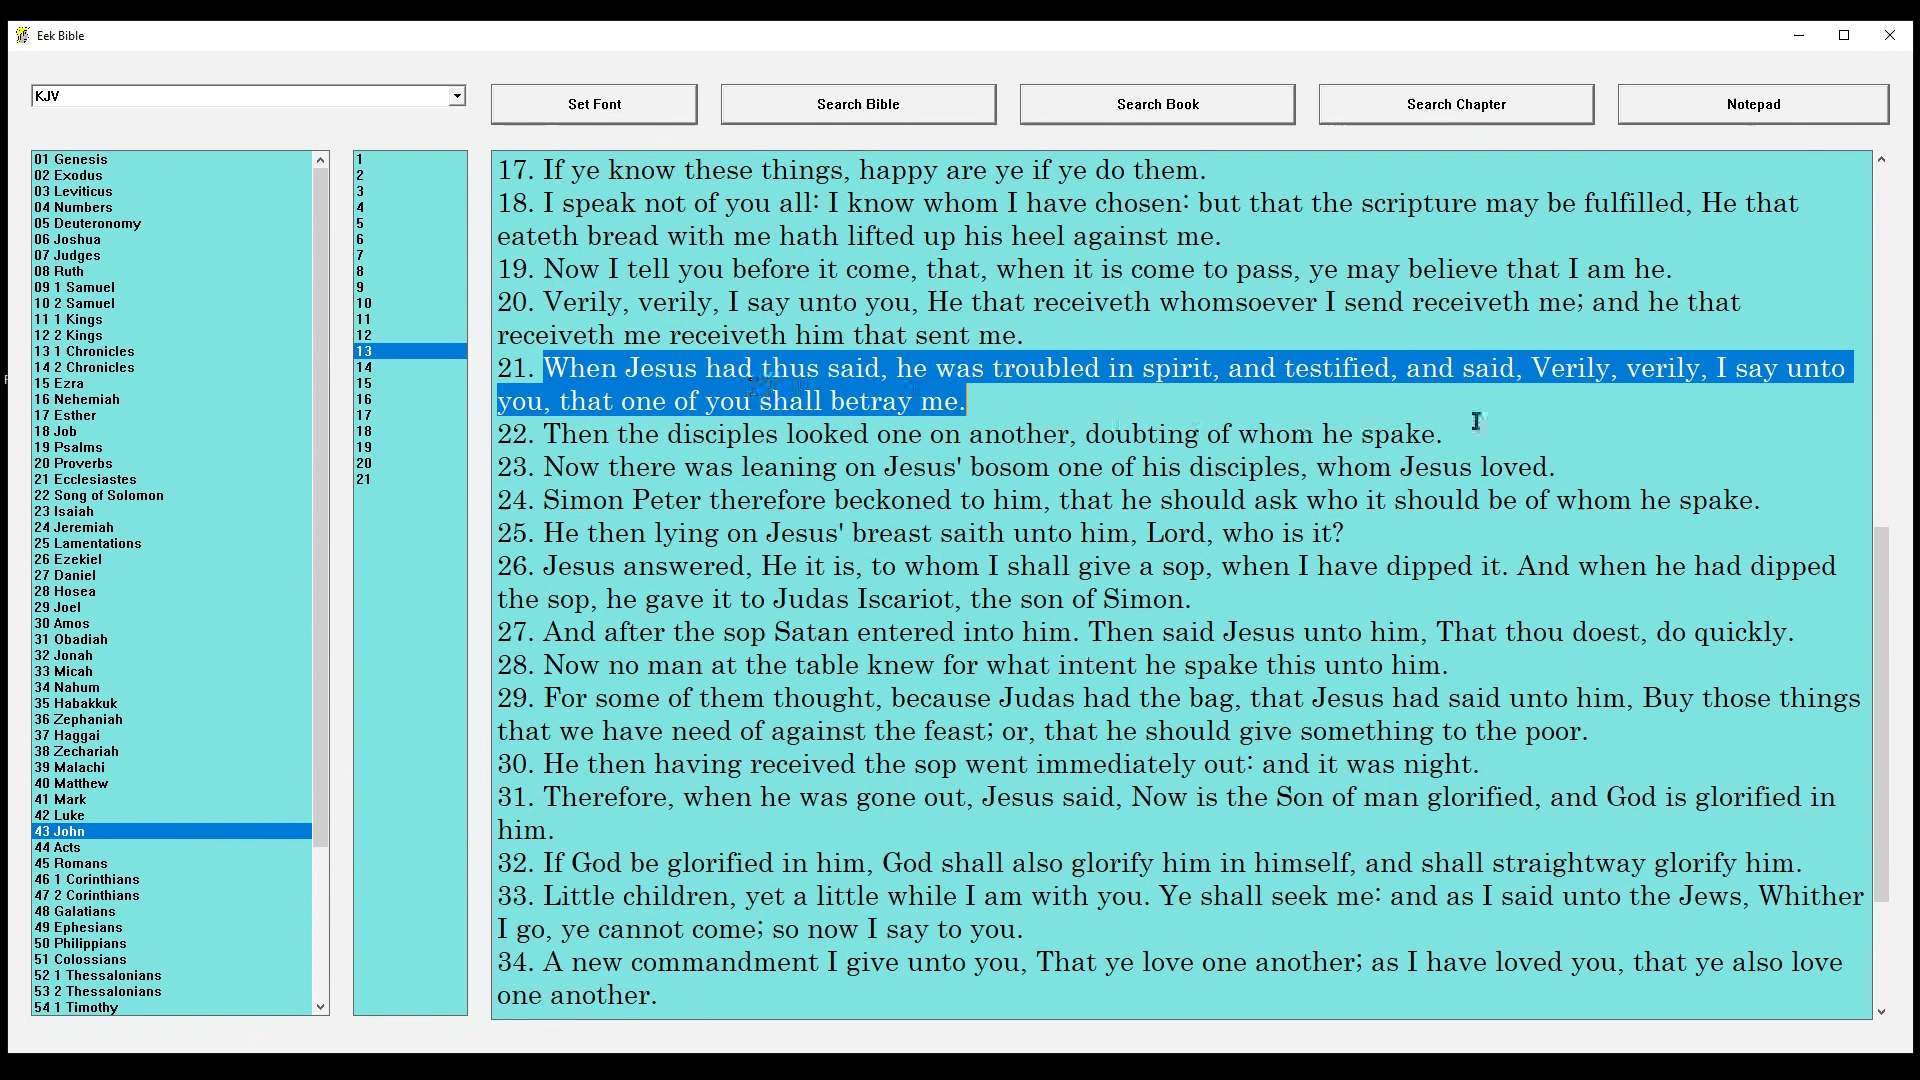 Eek Bible
KJV
Set Font
Search Bible
Search Book
Search Chapter
Notepad
01 Genesis
02 Exodus
03 Leviticus
04 Numbers
05 Deuteronomy
06 Joshua
07 Judges
08 Ruth
09 1 Samuel
10 2 Samuel
11 1 Kings
12 2 Kings
13 1 Chronicles
14 2 Chronicles
15 Ezra
16 Nehemiah
17 Esther
18 Job
19 Psalms
20 Proverbs
21 Ecclesiastes
22 Song of Solomon
23 Isaiah
24 Jeremiah
25 Lamentations
26 Ezekiel
27 Daniel
28 Hosea
29 Joel
30 Amos
31 Obadiah
32 Jonah
33 Micah
34 Nahum
35 Habakkuk
36 Zephaniah
37 Haggai
38 Zechariah
39 Malachi
40 Matthew
41 Mark
42 Luke
43 John
44 Acts
45 Romans
46 1 Corinthians
47 2 Corinthians
48 Galatians
49 Ephesians
50 Philippians
51 Colossians
52 1 Thessalonians
53 2 Thessalonians
54 1 Timothy
1
2
3
4
5
6
7
8
9
10
11
12
13
14
15
16
17
18
19
20
21
17. If ye know these things, happy are ye if ye do them.
18. I speak not of you all: I know whom I have chosen: but that the scripture may be fulfilled, He that
eateth bread with me hath lifted up his heel against me.
19. Now I tell you before it come, that, when it is come to pass, ye may believe that I am he.
20. Verily, verily, I say unto you, He that receiveth whomsoever I send receiveth me; and he that
receiveth me receiveth him that sent me.
21. When Jesus had thus said, he was troubled in spirit, and testified, and said, Verily, verily, I say unto
you, that one of you shall betray me.
22. Then the disciples looked one on another, doubting of whom he spake.
23. Now there was leaning on Jesus' bosom one of his disciples, whom Jesus loved.
24. Simon Peter therefore beckoned to him, that he should ask who it should be of whom he spake.
25. He then lying on Jesus' breast saith unto him, Lord, who is it?
26. Jesus answered, He it is, to whom I shall give a sop, when I have dipped it. And when he had dipped
the sop, he gave it to Judas Iscariot, the son of Simon.
27. And after the sop Satan entered into him. Then said Jesus unto him, That thou doest, do quickly.
28. Now no man at the table knew for what intent he spake this unto him.
29. For some of them thought, because Judas had the bag, that Jesus had said unto him, Buy those things
that we have need of against the feast; or, that he should give something to the poor.
30. He then having received the sop went immediately out: and it was night.
31. Therefore, when he was gone out, Jesus said, Now is the Son of man glorified, and God is glorified in
him.
32. If God be glorified in him, God shall also glorify him in himself, and shall straightway glorify him.
33. Little children, yet a little while I am with you. Ye shall seek me: and as I said unto the Jews, Whither
I go, ye cannot come; so now I say to you.
34. A new commandment I give unto you, That ye love one another; as I have loved you, that ye also love
one another.